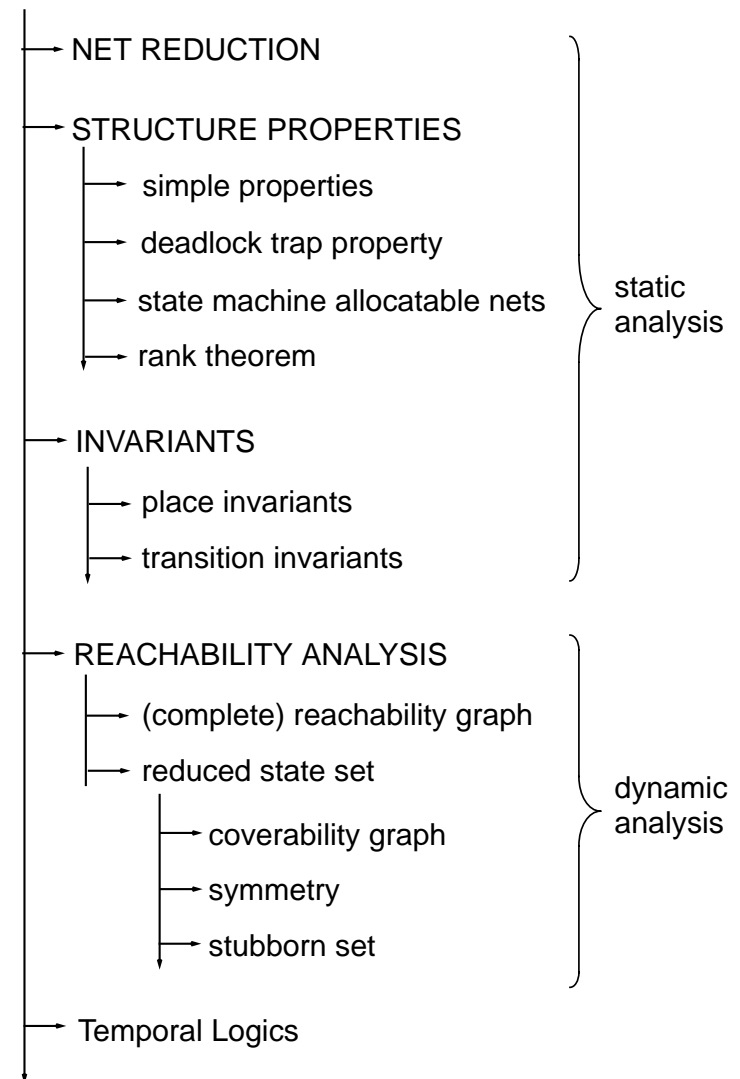 NET REDUCTION
STRUCTURE PROPERTIES
simple properties
deadlock trap property
state machine allocatable nets
rank theorem
INVARIANTS
place invariants
transition invariants
static
analysis
REACHABILITY ANALYSIS
(complete) reachability graph
reduced state set
coverability graph
symmetry
stubborn set
dynamic
analysis
Temporal Logics